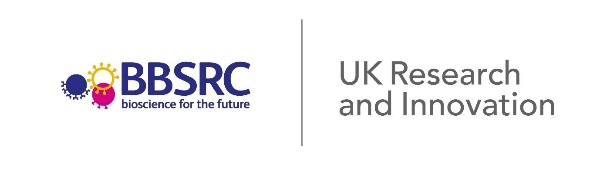 BBSRC
bioscience for the future
UK Research
and Innovation